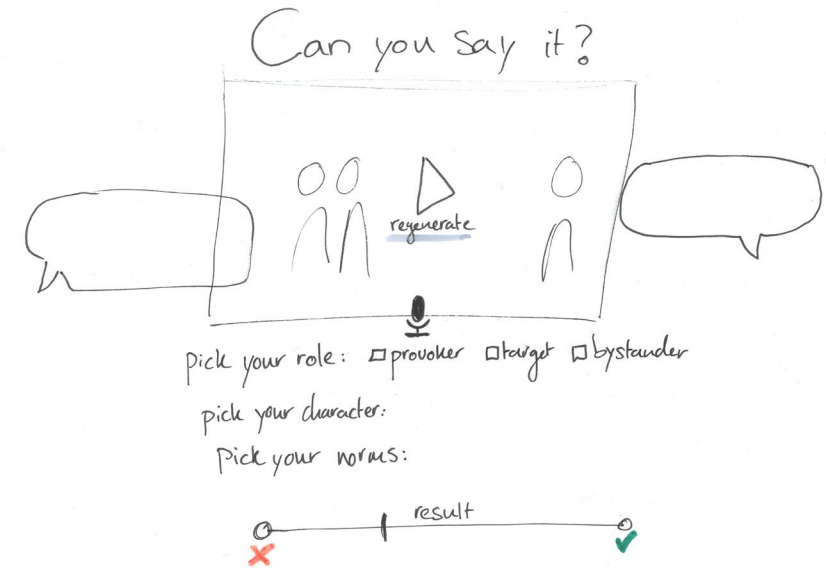 Can you say it?
regenerate
pick your role: provoker target bystander
pick your character:
Pick your norms:
result